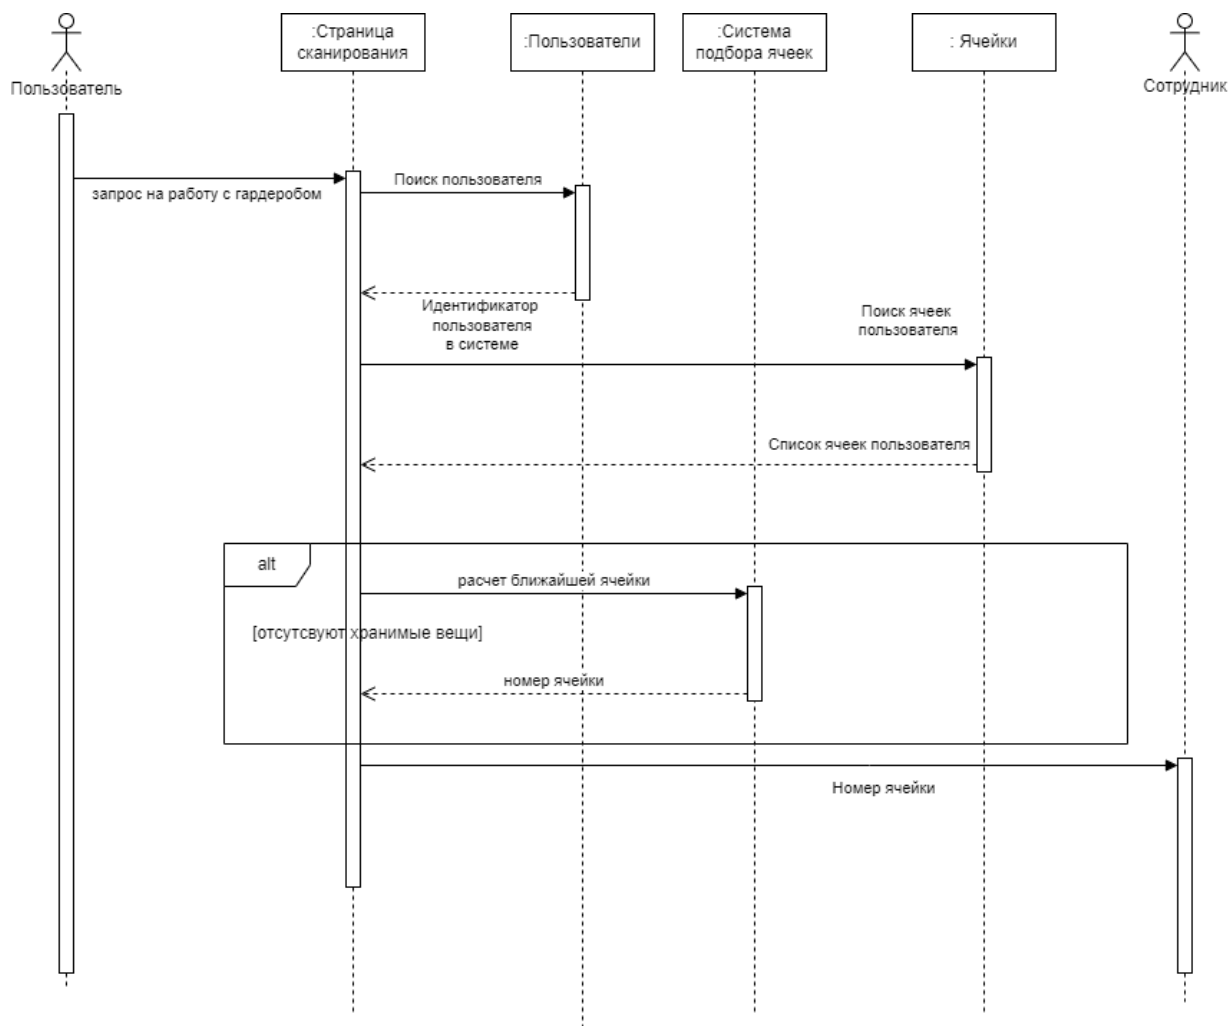 :Страница
сканирования
:Пользователи
:Система
подбора ячеек
: Ячейки
Пользователь
Сотрудник
запрос на работу с гардеробом
Поиск пользователя
Идентификатор
пользователя
в системе
Поиск ячеек
пользователя
Список ячеек пользователя
alt
расчет ближайшей ячейки
[отсутсвуют хранимые вещи]
номер ячейки
Номер ячейки